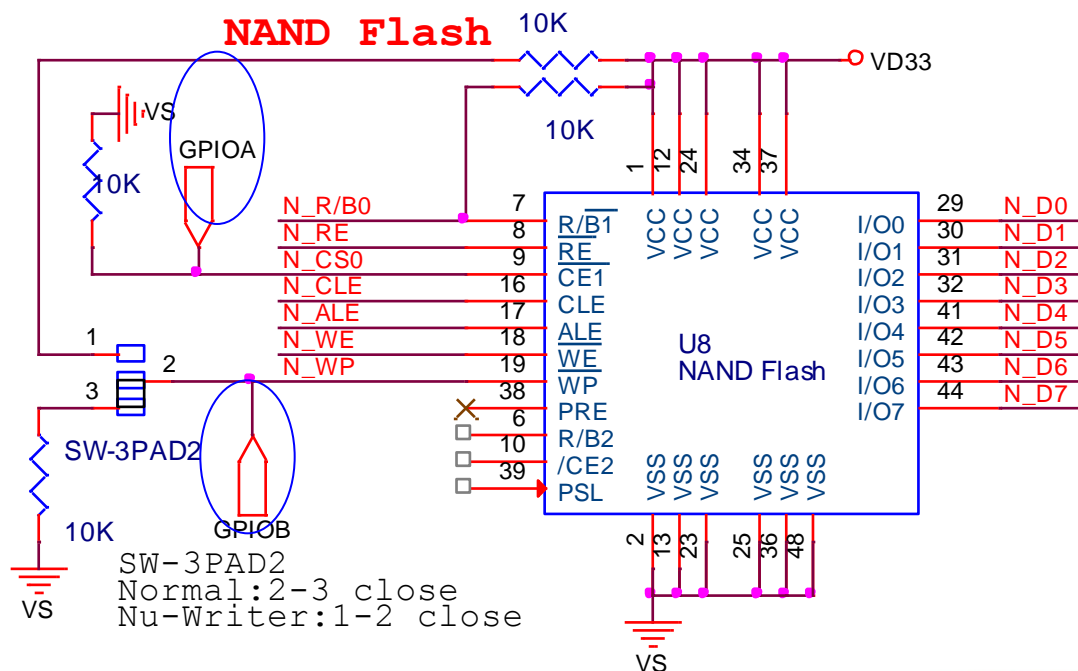 NAND Flash
10K
VD33
10K
VS
10K
GPIOA
1
12
24
34
37
VCC
VCC
VCC
VCC
VCC
N_R/B0
7
R/B1
N_RE
8
RE
N_CS0
9
CE1
N_CLE
16
CLE
N_ALE
17
ALE
N_WE
18
WE
N_WP
19
WP
38
PRE
6
R/B2
10
/CE2
39
PSL
U8
NAND Flash
I/O0
29
N_D0
I/O1
30
N_D1
I/O2
31
N_D2
I/O3
32
N_D3
I/O4
41
N_D4
I/O5
42
N_D5
I/O6
43
N_D6
I/O7
44
N_D7
1
2
3
SW-3PAD2
10K
VS
GPIOB
VSS
VSS
VSS
VSS
VSS
VSS
2
13
23
25
36
48
VS
SW-3PAD2
Normal:2-3 close
Nu-Writer:1-2 close